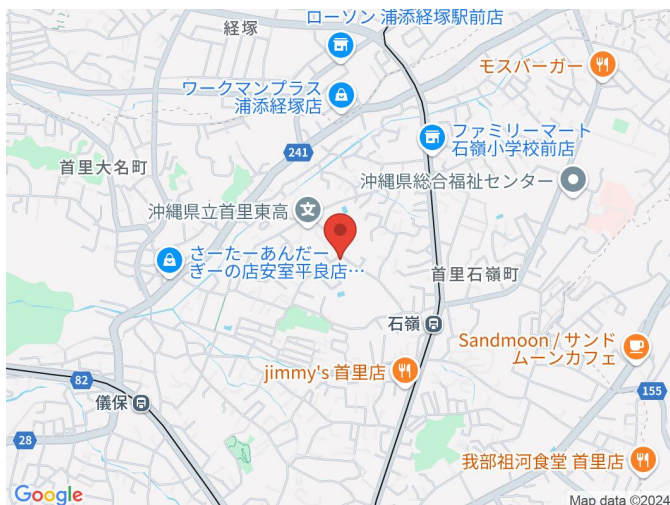 ローソン 浦添経塚駅前店
経塚
モスバーガー
ワークマンプラス
浦添経塚店
ファミリーマート
石嶺小学校前店
241
首里大名町
沖縄県総合福祉センター
沖縄県立首里東高
文
さーたーあんだー
ぎーの店安室平良店…
首里石嶺町
石嶺
Sandmoon / サンド
ムーンカフェ
jimmy's 首里店
82
儀保
155
28
我部祖河食堂 首里店
Google
Map data ©2024